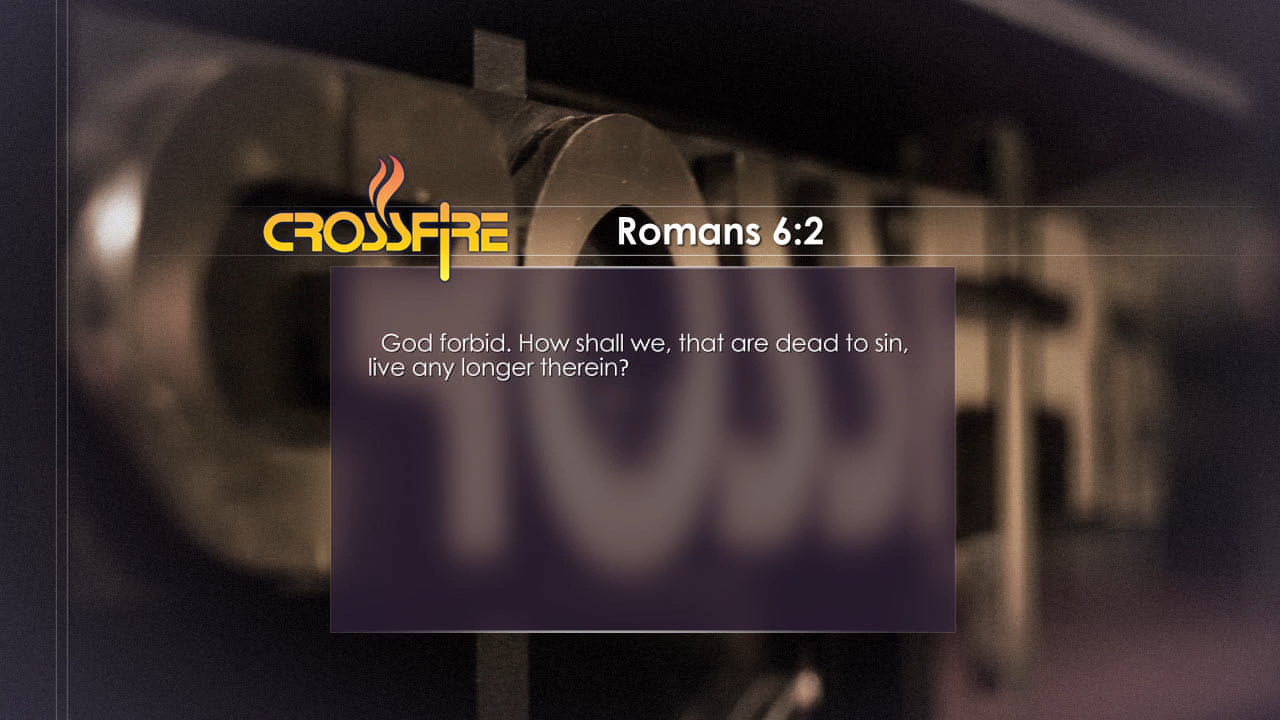 CROSSFIRE
Romans 6:2
God forbid. How shall we, that are dead to sin,
live any longer therein?